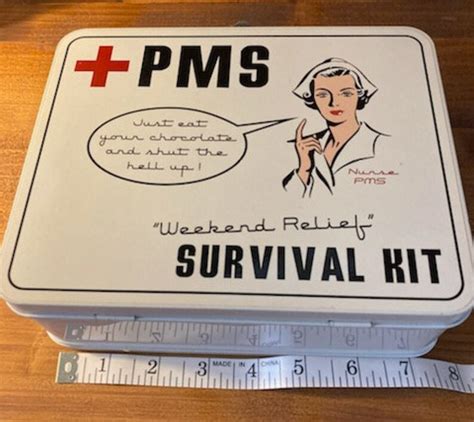 PMS
Just eat
your chocolate
and shut the
hell up!
Nurse
PMS
"Weekend Relief"
SURVIVAL KIT
1 2 3 MADE IN 4 CHINA 5 6 7 8